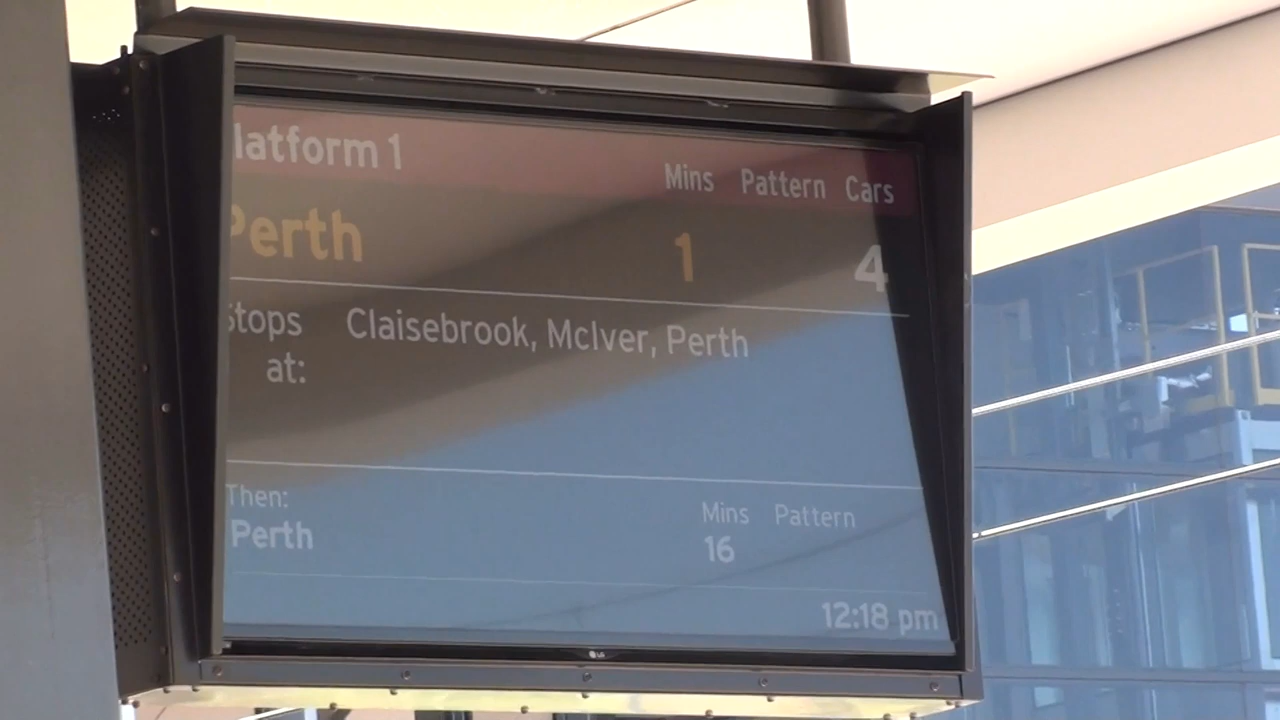 latform 1
Mins Pattern Cars
Perth 1 4
Stops at: Claisebrook, McIver, Perth
Then: Mins Pattern
Perth 16
12:18 pm
LG